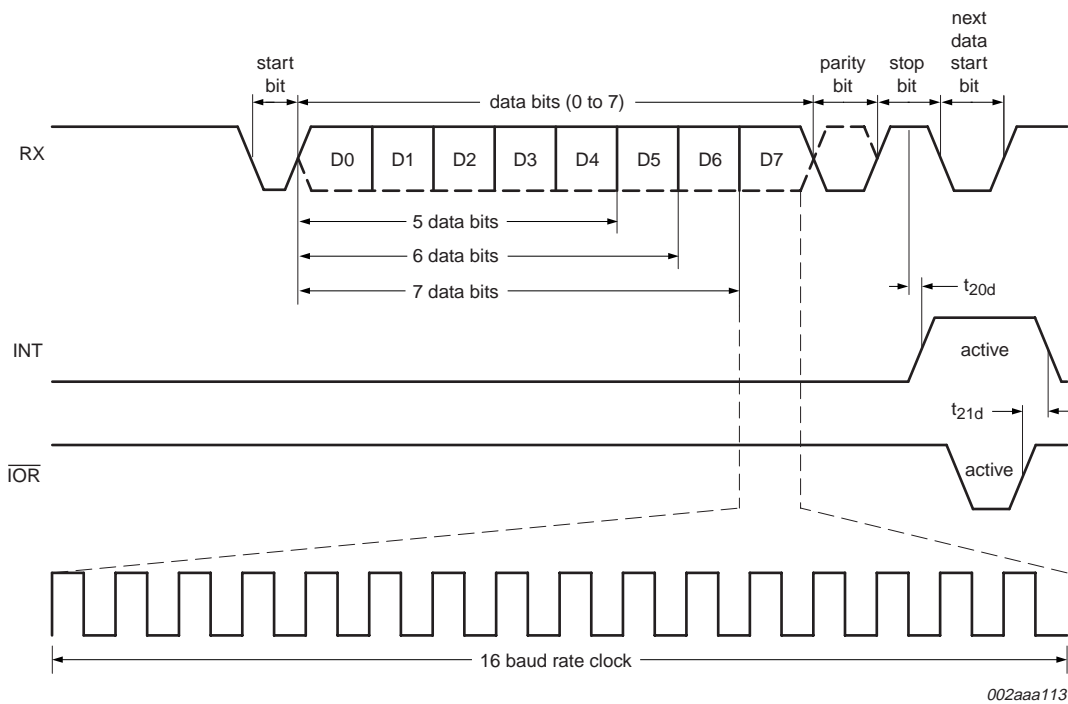 next
data
start
bit
start
bit
parity
bit
stop
bit
data bits (0 to 7)
RX
D0 D1 D2 D3 D4 D5 D6 D7
5 data bits
6 data bits
7 data bits
t20d
INT
active
t21d
IOR
active
16 baud rate clock
002aaa113